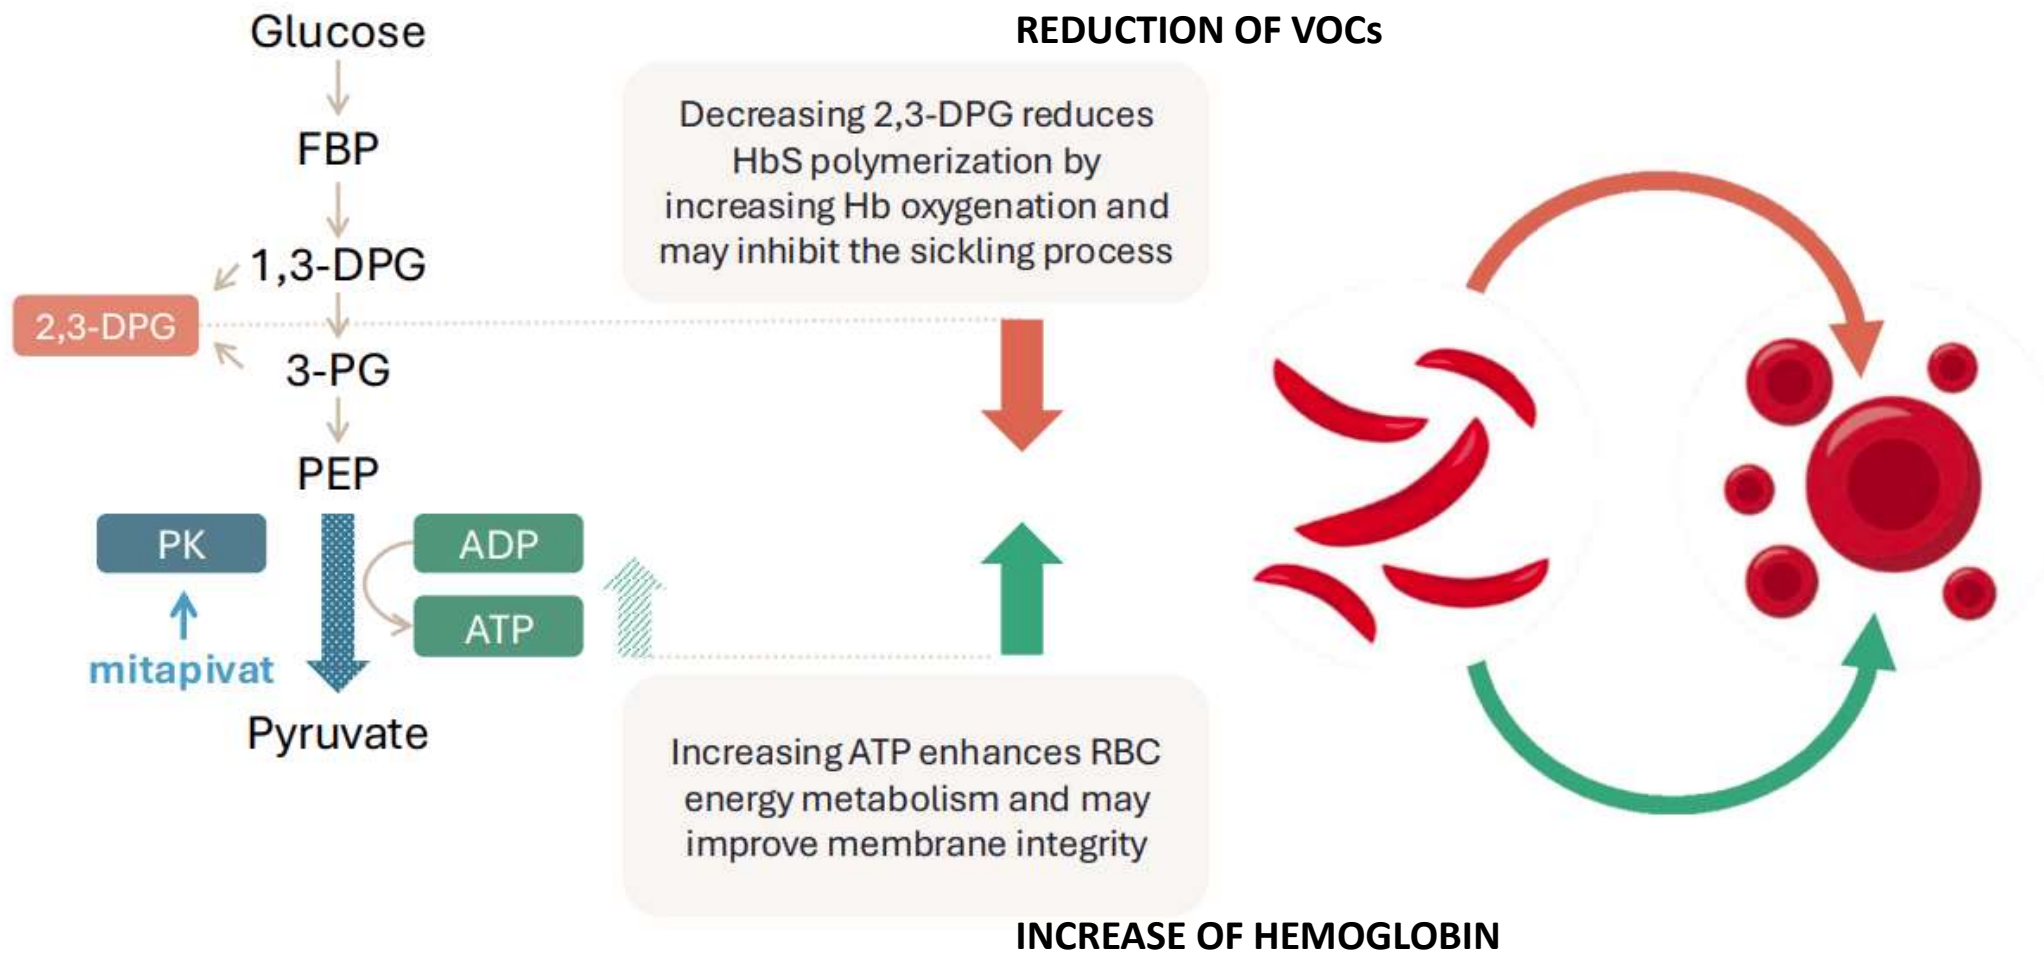 Glucose
FBP
1,3-DPG
2,3-DPG
3-PG
PEP
PK
ADP
ATP
mitapivat
Pyruvate
REDUCTION OF VOCs
Decreasing 2,3-DPG reduces
HbS polymerization by
increasing Hb oxygenation and
may inhibit the sickling process
Increasing ATP enhances RBC
energy metabolism and may
improve membrane integrity
INCREASE OF HEMOGLOBIN